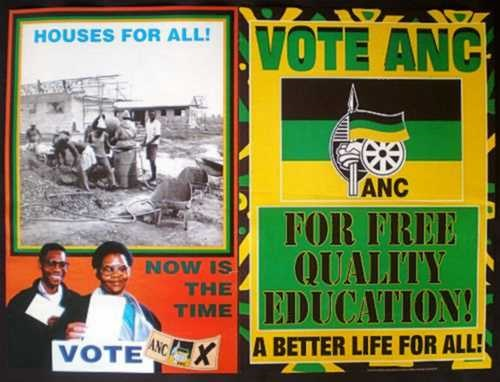 HOUSES FOR ALL!
NOW IS
THE
TIME
VOTE
ANC X
VOTE ANC
ANC
FOR FREE
QUALITY
EDUCATION!
A BETTER LIFE FOR ALL!